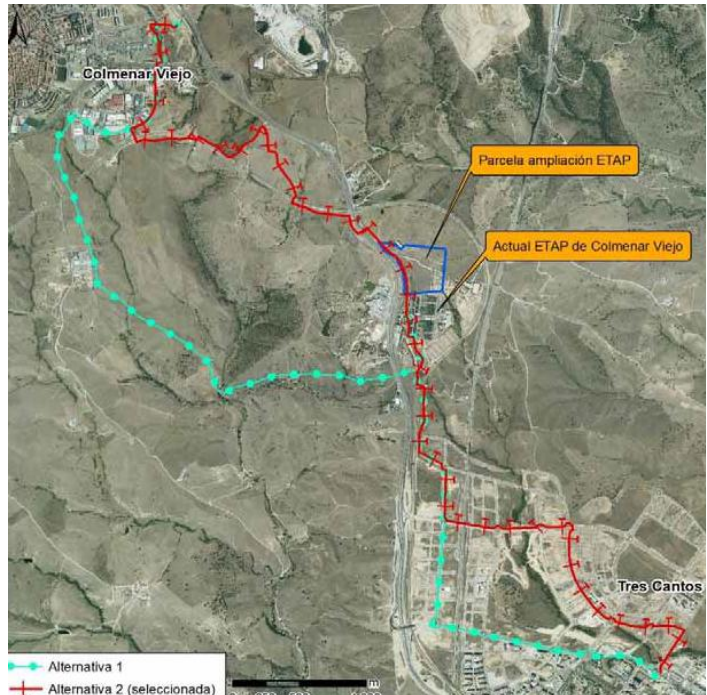 Colmenar Viejo
Parcela ampliación ETAP
Actual ETAP de Colmenar Viejo
Tres Cantos
Alternativa 1
Alternativa 2 (seleccionada)
m